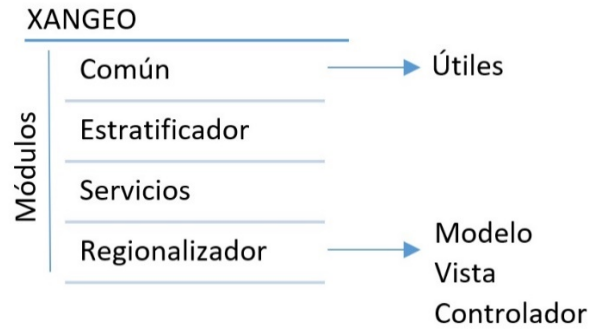 XANGEO
Módulos
Común
Útiles
Estratificador
Servicios
Regionalizador
Modelo
Vista
Controlador